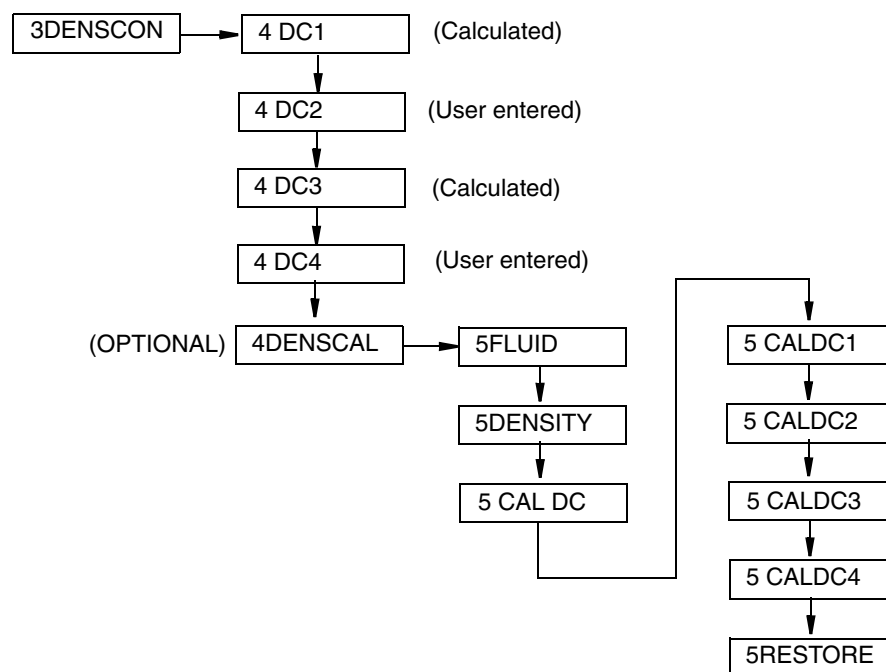 3DENSCON
4 DC1
(Calculated)
4 DC2
(User entered)
4 DC3
(Calculated)
4 DC4
(User entered)
(OPTIONAL)
4DENSCAL
5FLUID
5DENSITY
5 CAL DC
5 CALDC1
5 CALDC2
5 CALDC3
5 CALDC4
5RESTORE